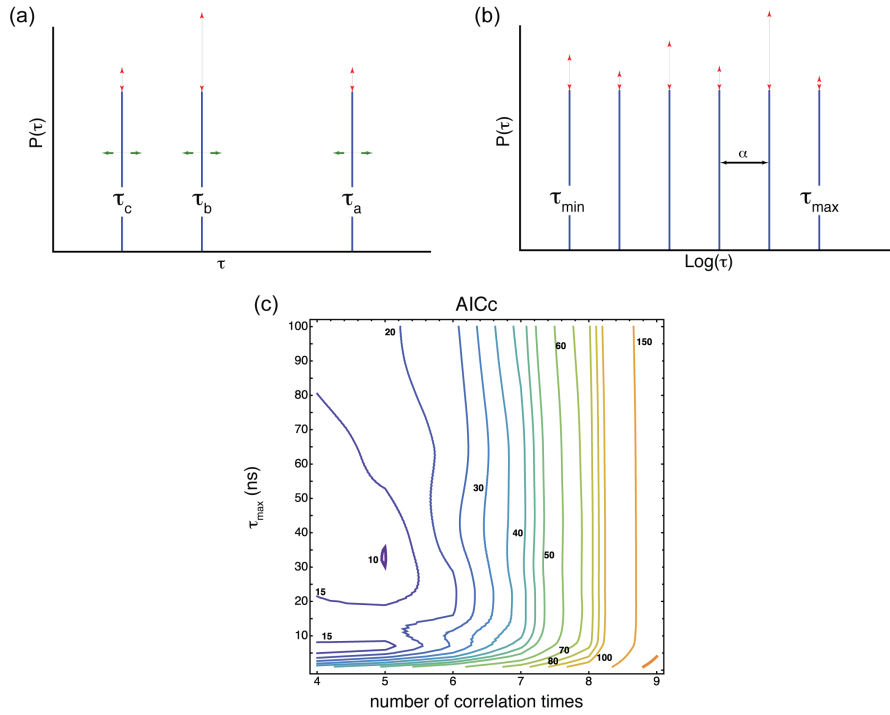 (a)
P(τ)
τc
τb
τa
τ
(b)
P(τ)
α
τmin
τmax
Log(τ)
(c)
AICc
τmax (ns)
100
90
80
70
60
50
40
30
20
10
20
60
150
30
40
10
50
15
15
70
80
100
4
5
6
7
8
9
number of correlation times